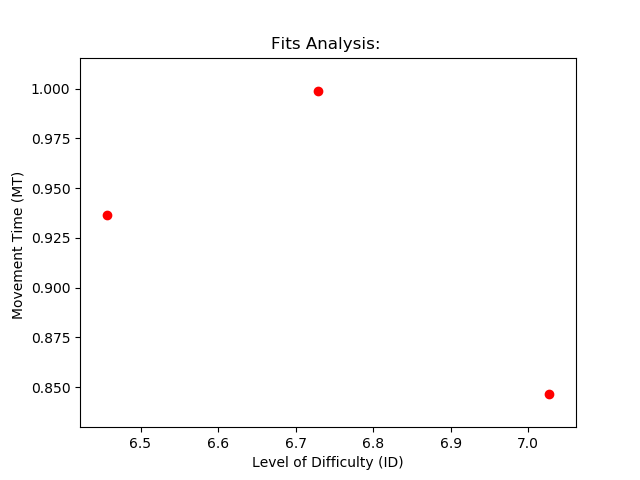 Fits Analysis:
1.000
0.975
0.950
0.925
0.900
0.875
0.850
Movement Time (MT)
6.5 6.6 6.7 6.8 6.9 7.0
Level of Difficulty (ID)